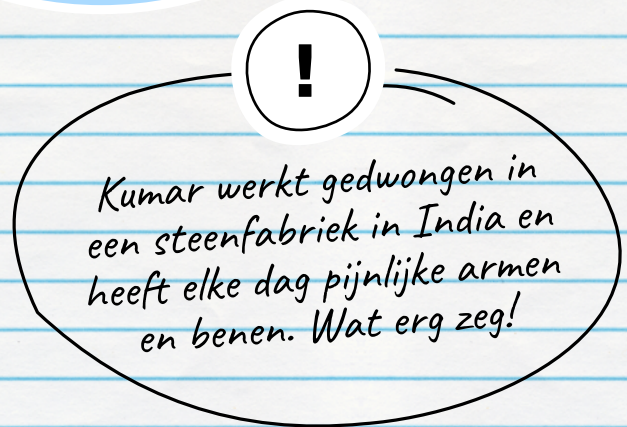 !
Kumar werkt gedwongen in
een steenfabriek in India en
heeft elke dag pijnlijke armen
en benen. Wat erg zeg!